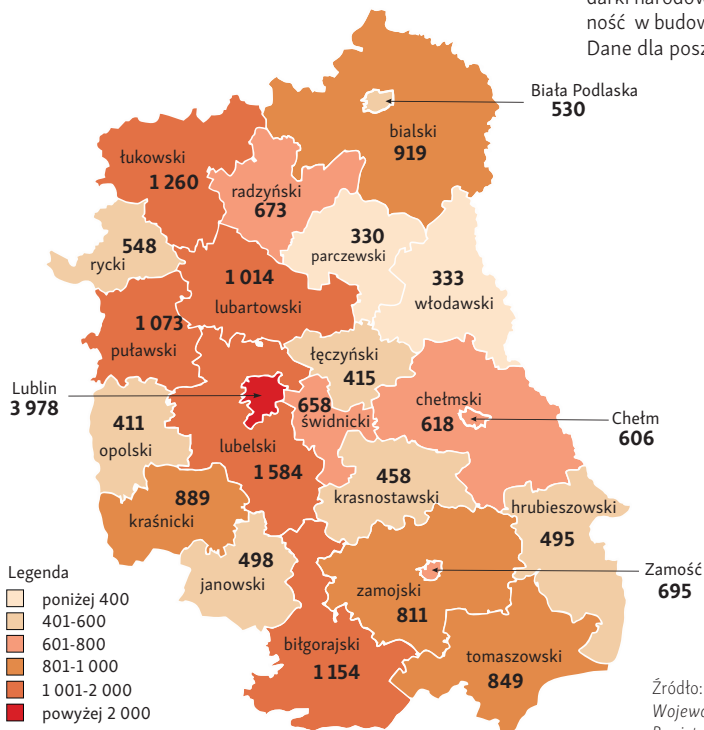 darki narodow
ność w budow
Dane dla posz
Biała Podlaska
530
bialski
919
łukowski
1 260
radzyński
673
548
rycki
330
parczewski
333
włodawski
1 014
lubartowski
1 073
puławski
łęczyński
415
Lublin
3 978
658
świdnicki
chełmski
618
Chełm
606
411
opolski
lubelski
1 584
458
krasnostawski
889
kraśnicki
hrubieszowski
495
498
janowski
zamojski
811
Zamość
695
biłgorajski
1 154
tomaszowski
849
Legenda
poniżej 400
401-600
601-800
801-1 000
1 001-2 000
powyżej 2 000
Źródło:
Wojewo